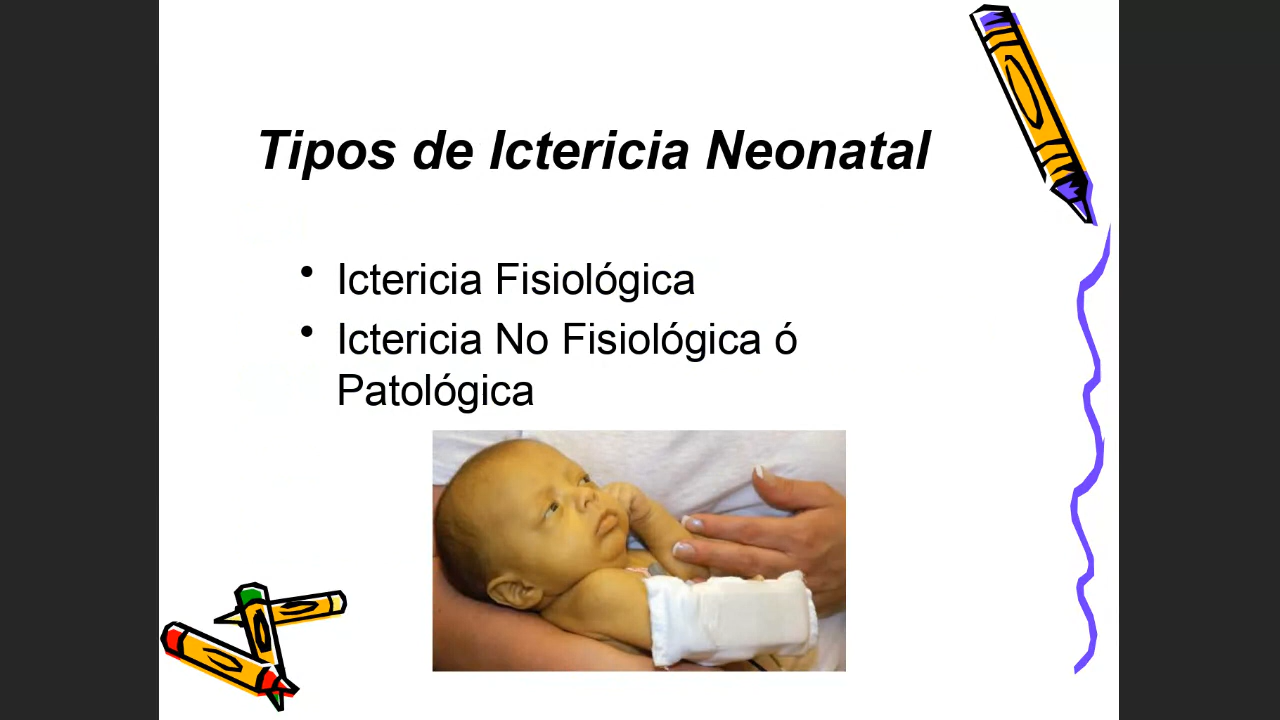 Tipos de Ictericia Neonatal
• Ictericia Fisiológica
• Ictericia No Fisiológica ó
Patológica